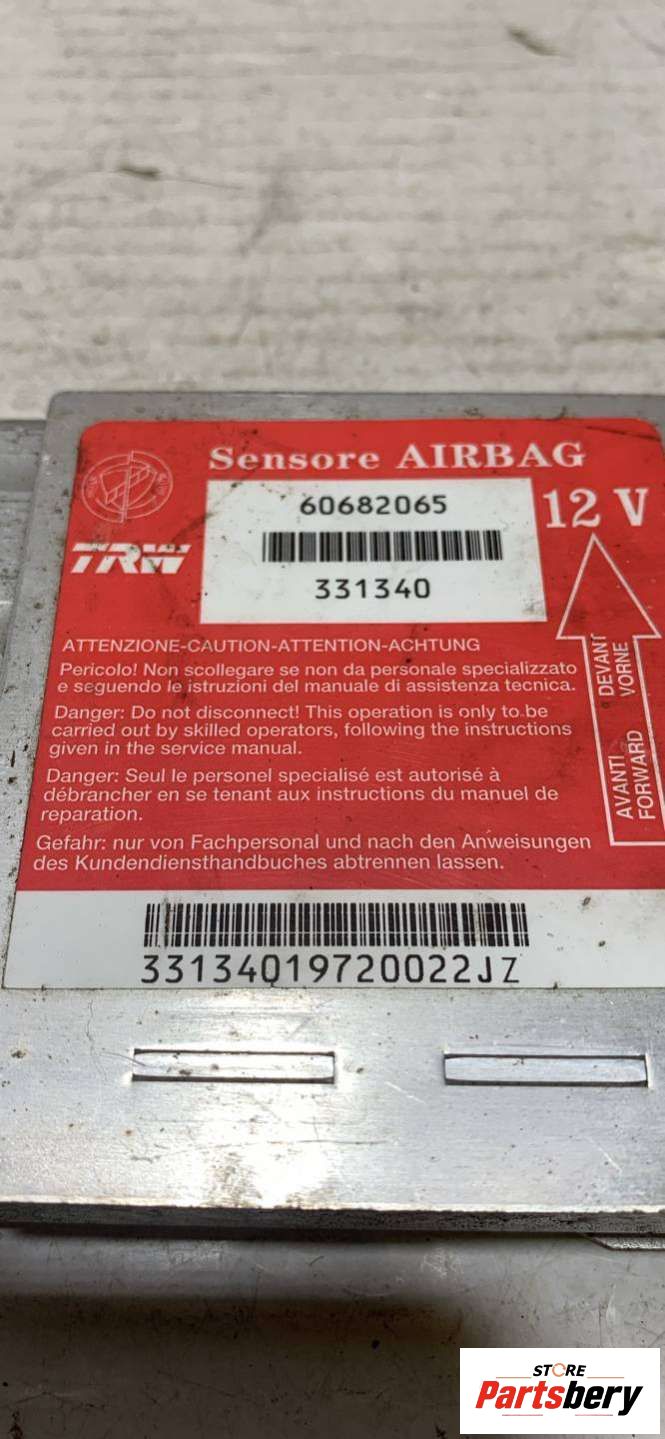 Sensore AIRBAG
60682065
12 V
TRW
331340
ATTENZIONE-CAUTION-ATTENTION-ACHTUNG
Pericolo! Non scollegare se non da personale specializzato
e seguendo le istruzioni del manuale di assistenza tecnica.
Danger: Do not disconnect! This operation is only to be
carried out by skilled operators, following the instructions
given in the service manual.
Danger: Seul le personel specialisé est autorisé à
débrancher en se tenant aux instructions du manuel de
reparation.
Gefahr: nur von Fachpersonal und nach den Anweisungen
des Kundendiensthandbuches abtrennen lassen.
AVANTI DEVANT
FORWARD VORNE
33134019720022JZ
STORE
Partsbery